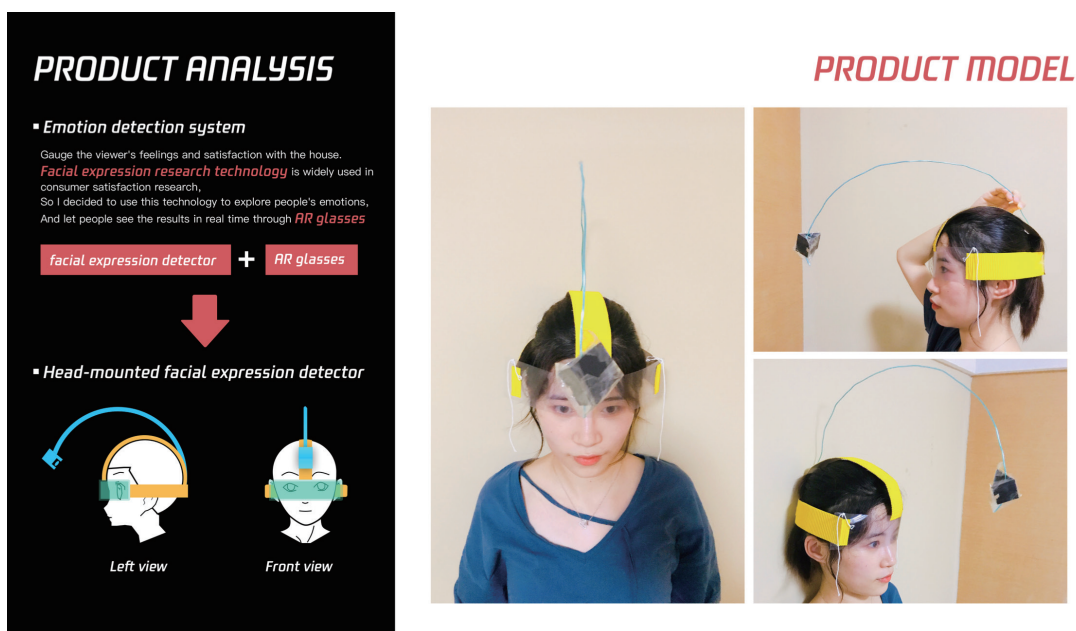 PRODUCT ANALYSIS
Emotion detection system
Gauge the viewer's feelings and satisfaction with the house.
Facial expression research technology is widely used in
consumer satisfaction research,
So I decided to use this technology to explore people's emotions,
And let people see the results in real time through AR glasses
facial expression detector + AR glasses
Head-mounted facial expression detector
Left view
Front view
PRODUCT MODEL